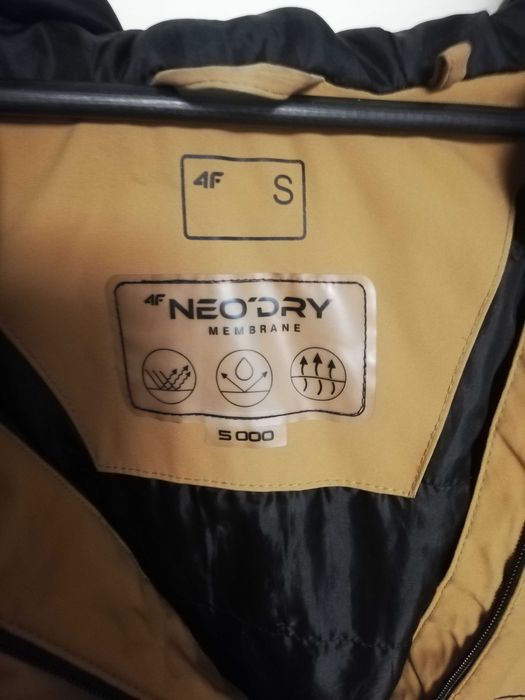 4F S
4F NEO'DRY
MEMBRANE
5 000